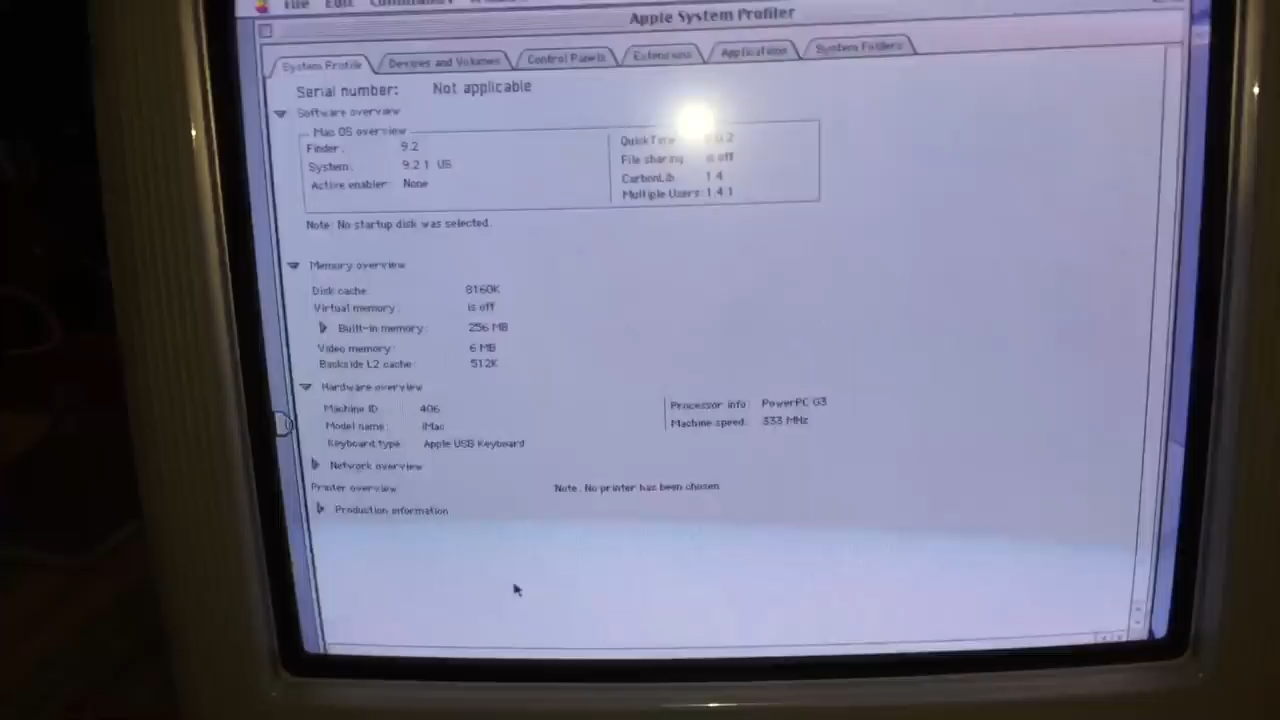 File Edit Commands
Apple System Profiler
System Profile Devices and Volumes Control Panels Extensions Applications System Folders
Serial number: Not applicable
Software overview
Mac OS overview
Finder: 9.2
System: 9.2.1 US
Active enabler: None
QuickTime:
File sharing: is off
CarbonLib: 1.4
Multiple Users: 1.4.1
Note: No startup disk was selected.
Memory overview
Disk cache: 8160K
Virtual memory: is off
Built-in memory: 256 MB
Video memory: 6 MB
Backside L2 cache: 512K
Hardware overview
Machine ID: 406
Model name: iMac
Keyboard type: Apple USB Keyboard
Processor info: PowerPC G3
Machine speed: 333 MHz
Network overview
Printer overview Note: No printer has been chosen
Production information